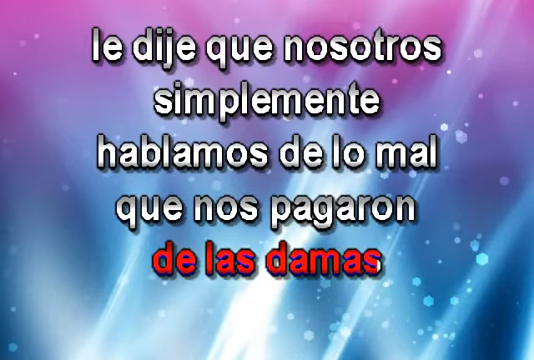 le dije que nosotros
simplemente
hablamos de lo mal
que nos pagaron
de las damas